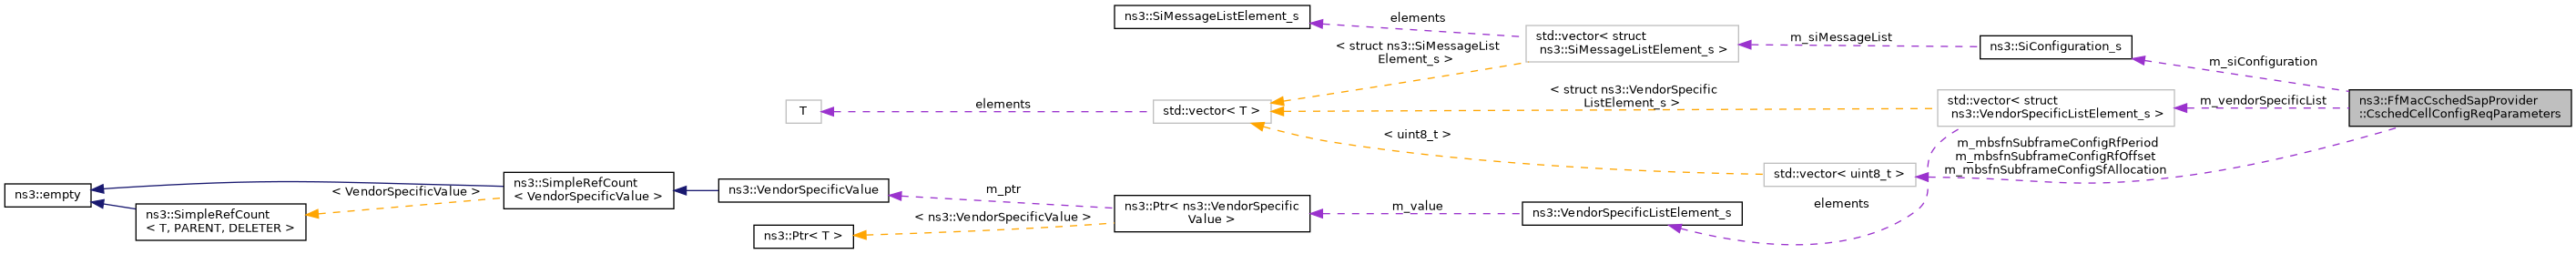 ns3::SiMessageListElement_s
elements
std::vector< struct
ns3::SiMessageListElement_s >
m_siMessageList
ns3::SiConfiguration_s
< struct ns3::SiMessageList
Element_s >
m_siConfiguration
T
elements
std::vector< T >
< struct ns3::VendorSpecific
ListElement_s >
std::vector< struct
ns3::VendorSpecificListElement_s >
m_vendorSpecificList
ns3::FfMacCschedSapProvider
::CschedCellConfigReqParameters
< uint8_t >
std::vector< uint8_t >
m_mbsfnSubframeConfigRfPeriod
m_mbsfnSubframeConfigRfOffset
m_mbsfnSubframeConfigSfAllocation
ns3::empty
< VendorSpecificValue >
ns3::SimpleRefCount
< T, PARENT, DELETER >
ns3::SimpleRefCount
< VendorSpecificValue >
ns3::VendorSpecificValue
m_ptr
< ns3::VendorSpecificValue >
ns3::Ptr< T >
ns3::Ptr< ns3::VendorSpecific
Value >
m_value
ns3::VendorSpecificListElement_s
elements